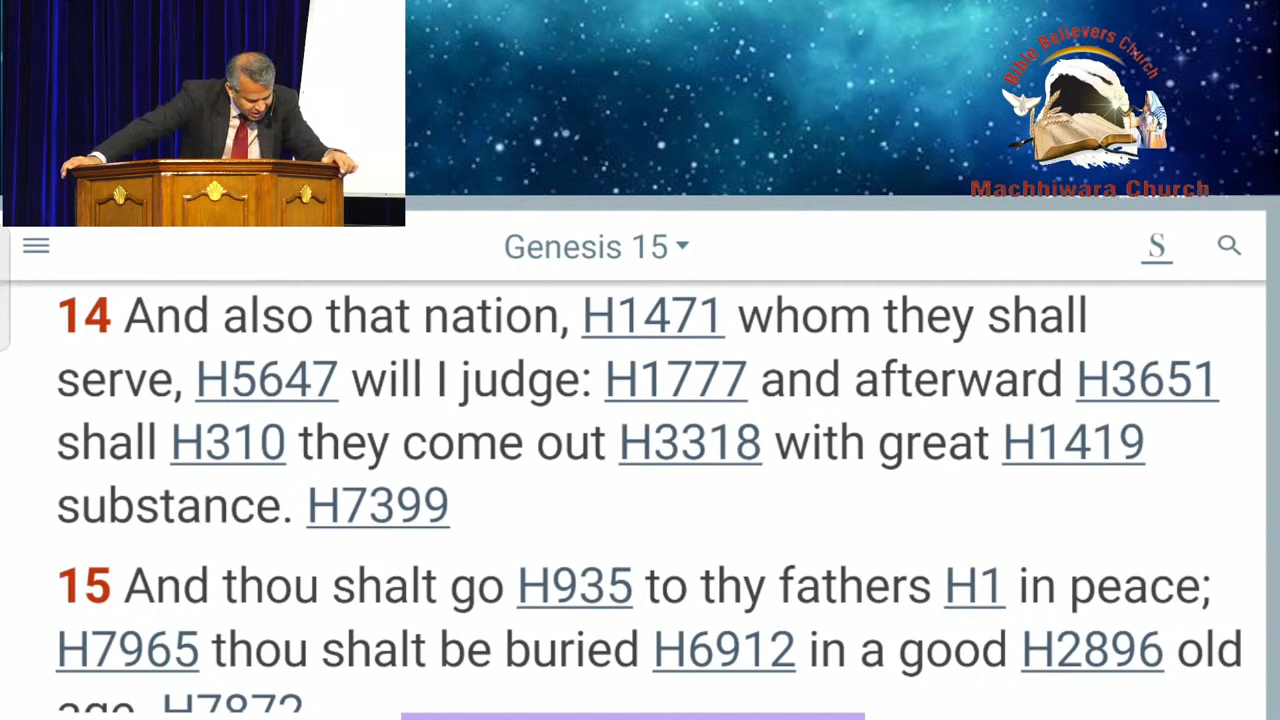 Bible Believers Church
Machhiwara Church
Genesis 15
S
14 And also that nation, H1471 whom they shall
serve, H5647 will I judge: H1777 and afterward H3651
shall H310 they come out H3318 with great H1419
substance. H7399
15 And thou shalt go H935 to thy fathers H1 in peace;
H7965 thou shalt be buried H6912 in a good H2896 old
age. H7872